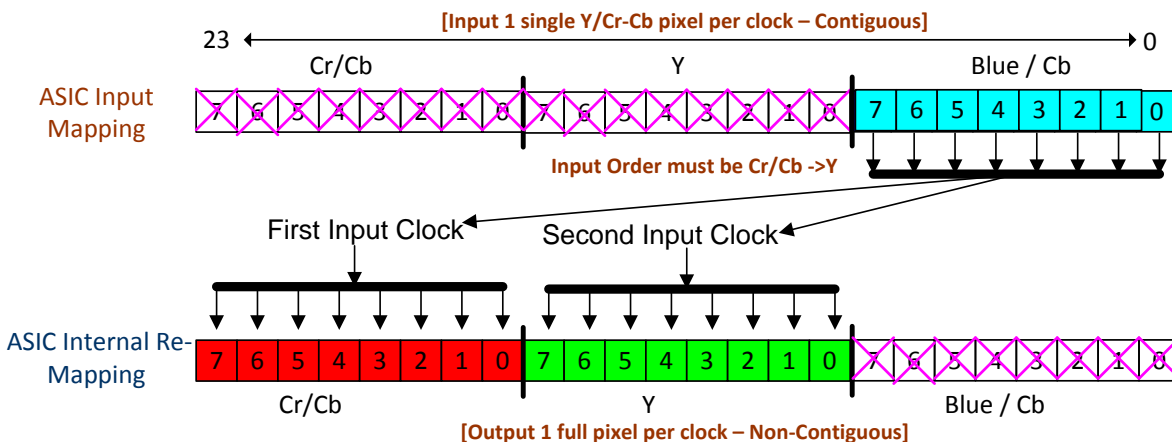 [Input 1 single Y/Cr-Cb pixel per clock – Contiguous]
23 0
Cr/Cb Y Blue / Cb
ASIC Input
Mapping
7 6 5 4 3 2 1 0 7 6 5 4 3 2 1 0 7 6 5 4 3 2 1 0
Input Order must be Cr/Cb ->Y
First Input Clock Second Input Clock
ASIC Internal Re-
Mapping
7 6 5 4 3 2 1 0 7 6 5 4 3 2 1 0 7 6 5 4 3 2 1 0
Cr/Cb Y Blue / Cb
[Output 1 full pixel per clock – Non-Contiguous]